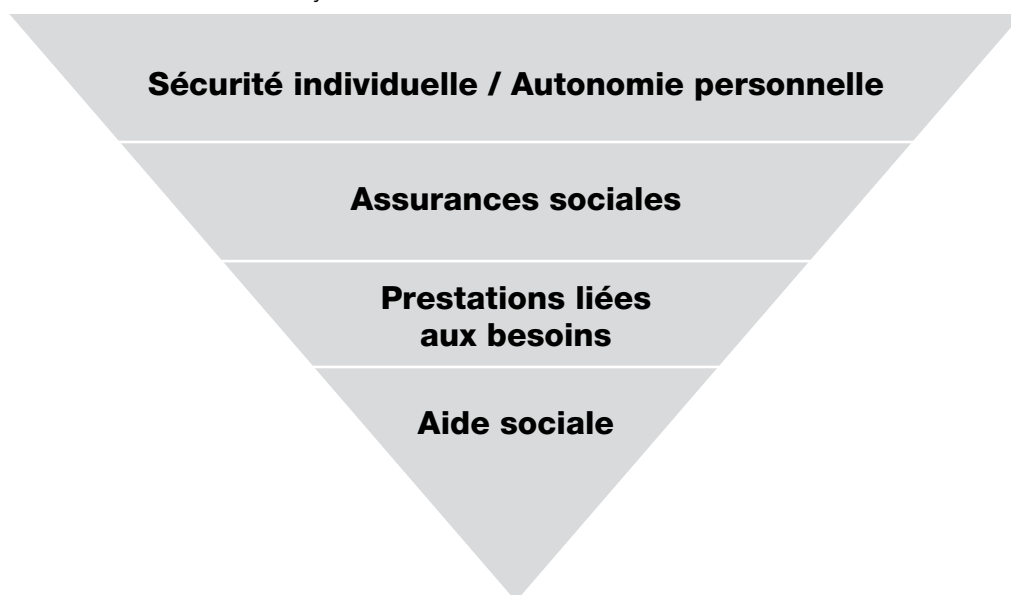 Sécurité individuelle / Autonomie personnelle
Assurances sociales
Prestations liées
aux besoins
Aide sociale